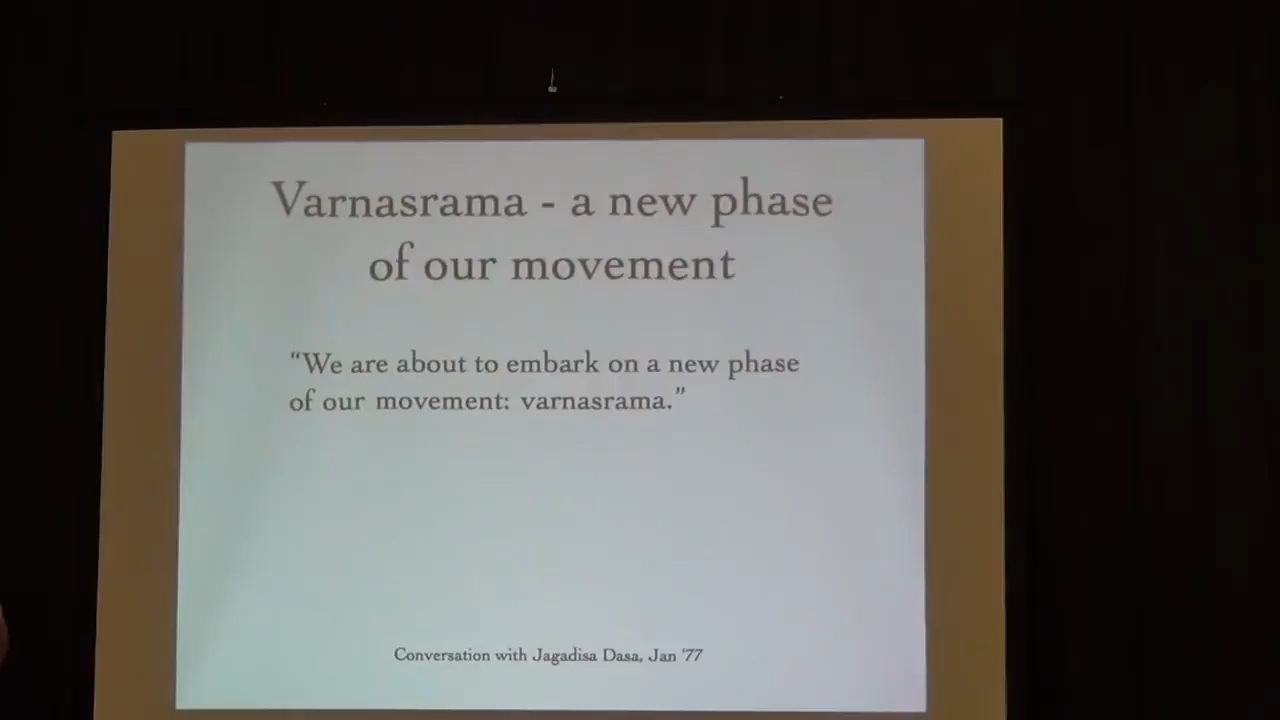 Varnasrama - a new phase
of our movement
“We are about to embark on a new phase
of our movement: varnasrama.”
Conversation with Jagadisa Dasa, Jan '77